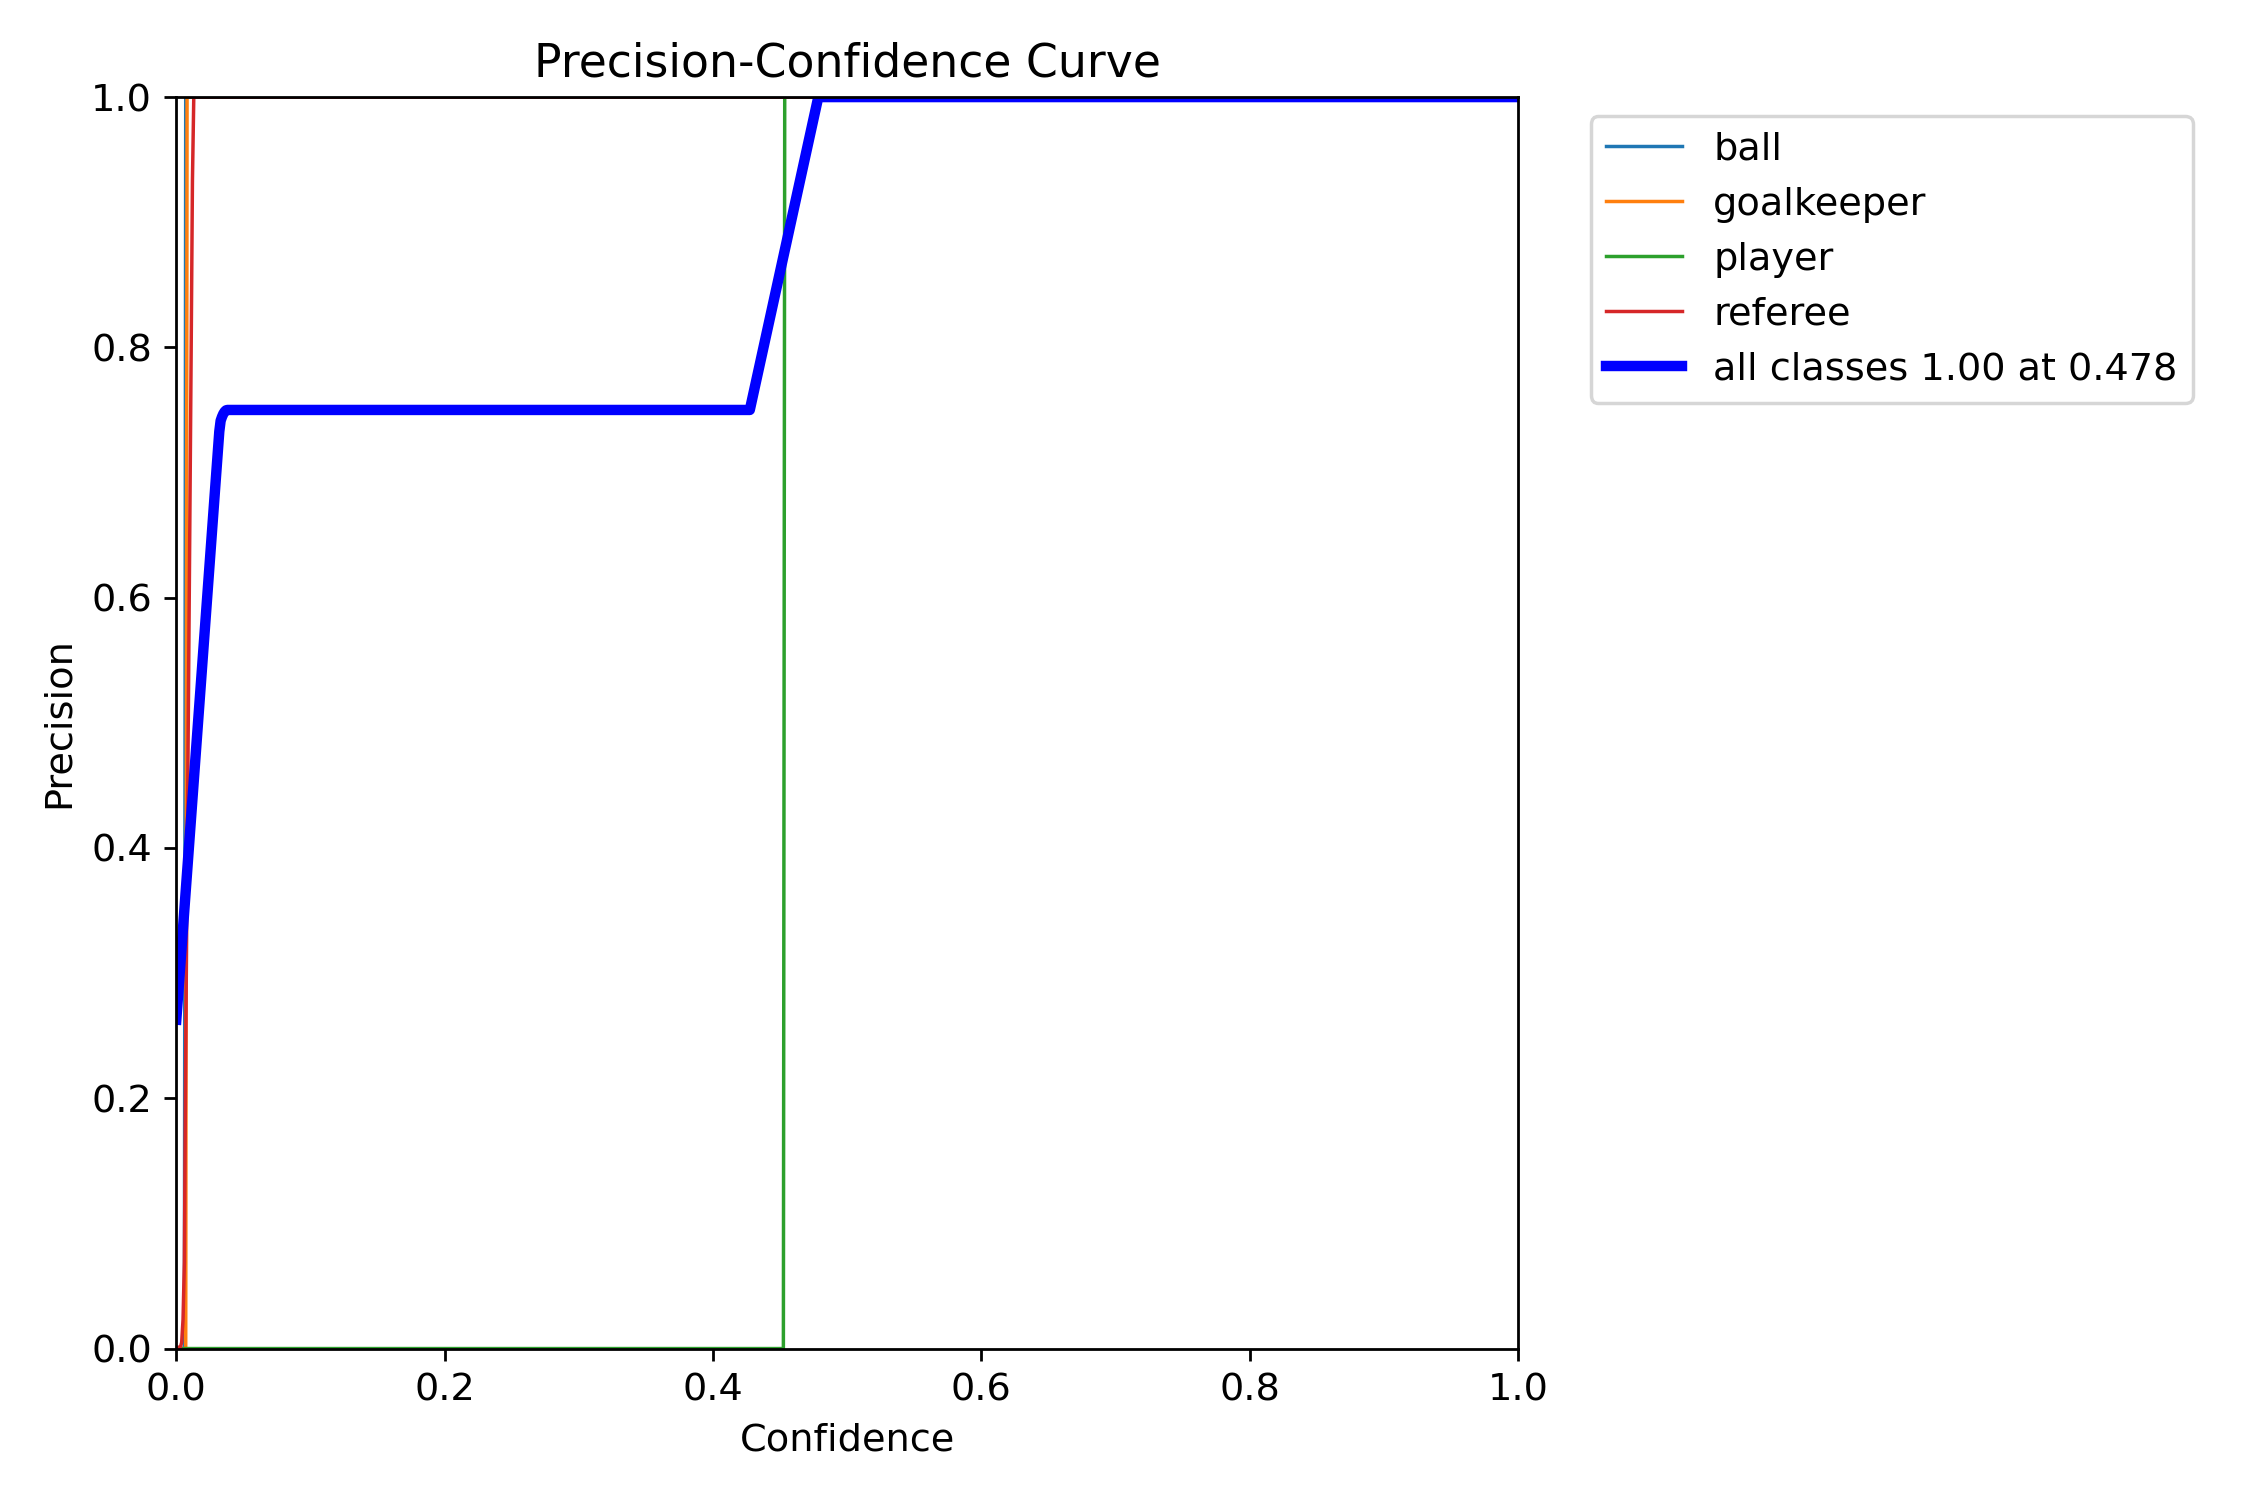 Precision-Confidence Curve
1.0
0.8
0.6
0.4
0.2
0.0
Precision
0.0 0.2 0.4 0.6 0.8 1.0
Confidence
ball
goalkeeper
player
referee
all classes 1.00 at 0.478